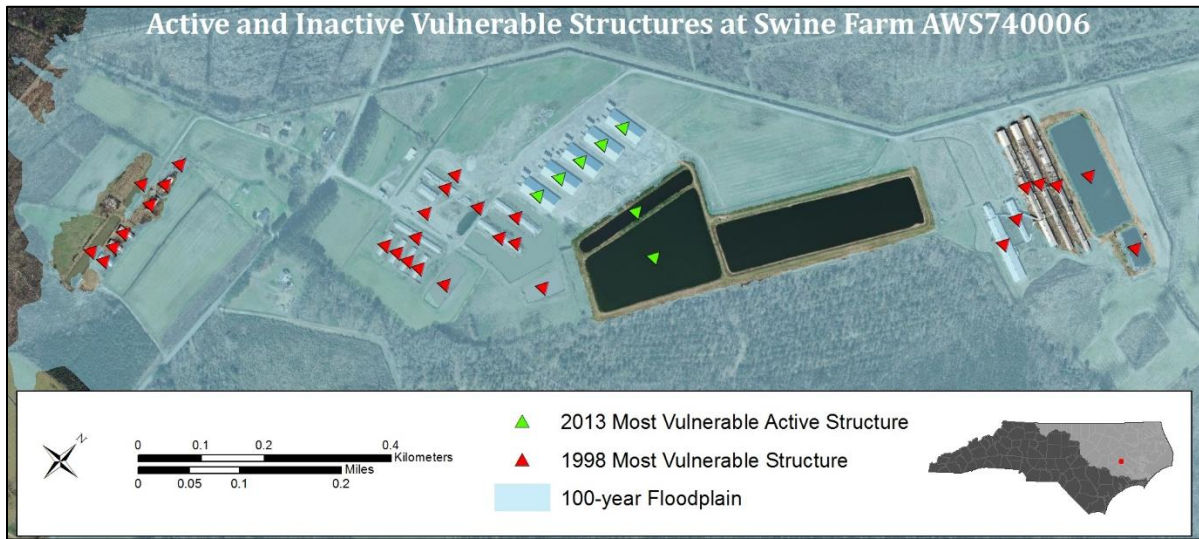 Active and Inactive Vulnerable Structures at Swine Farm AWS740006
N
0 0.1 0.2 0.4
Kilometers
Miles
0 0.05 0.1 0.2
2013 Most Vulnerable Active Structure
1998 Most Vulnerable Structure
100-year Floodplain